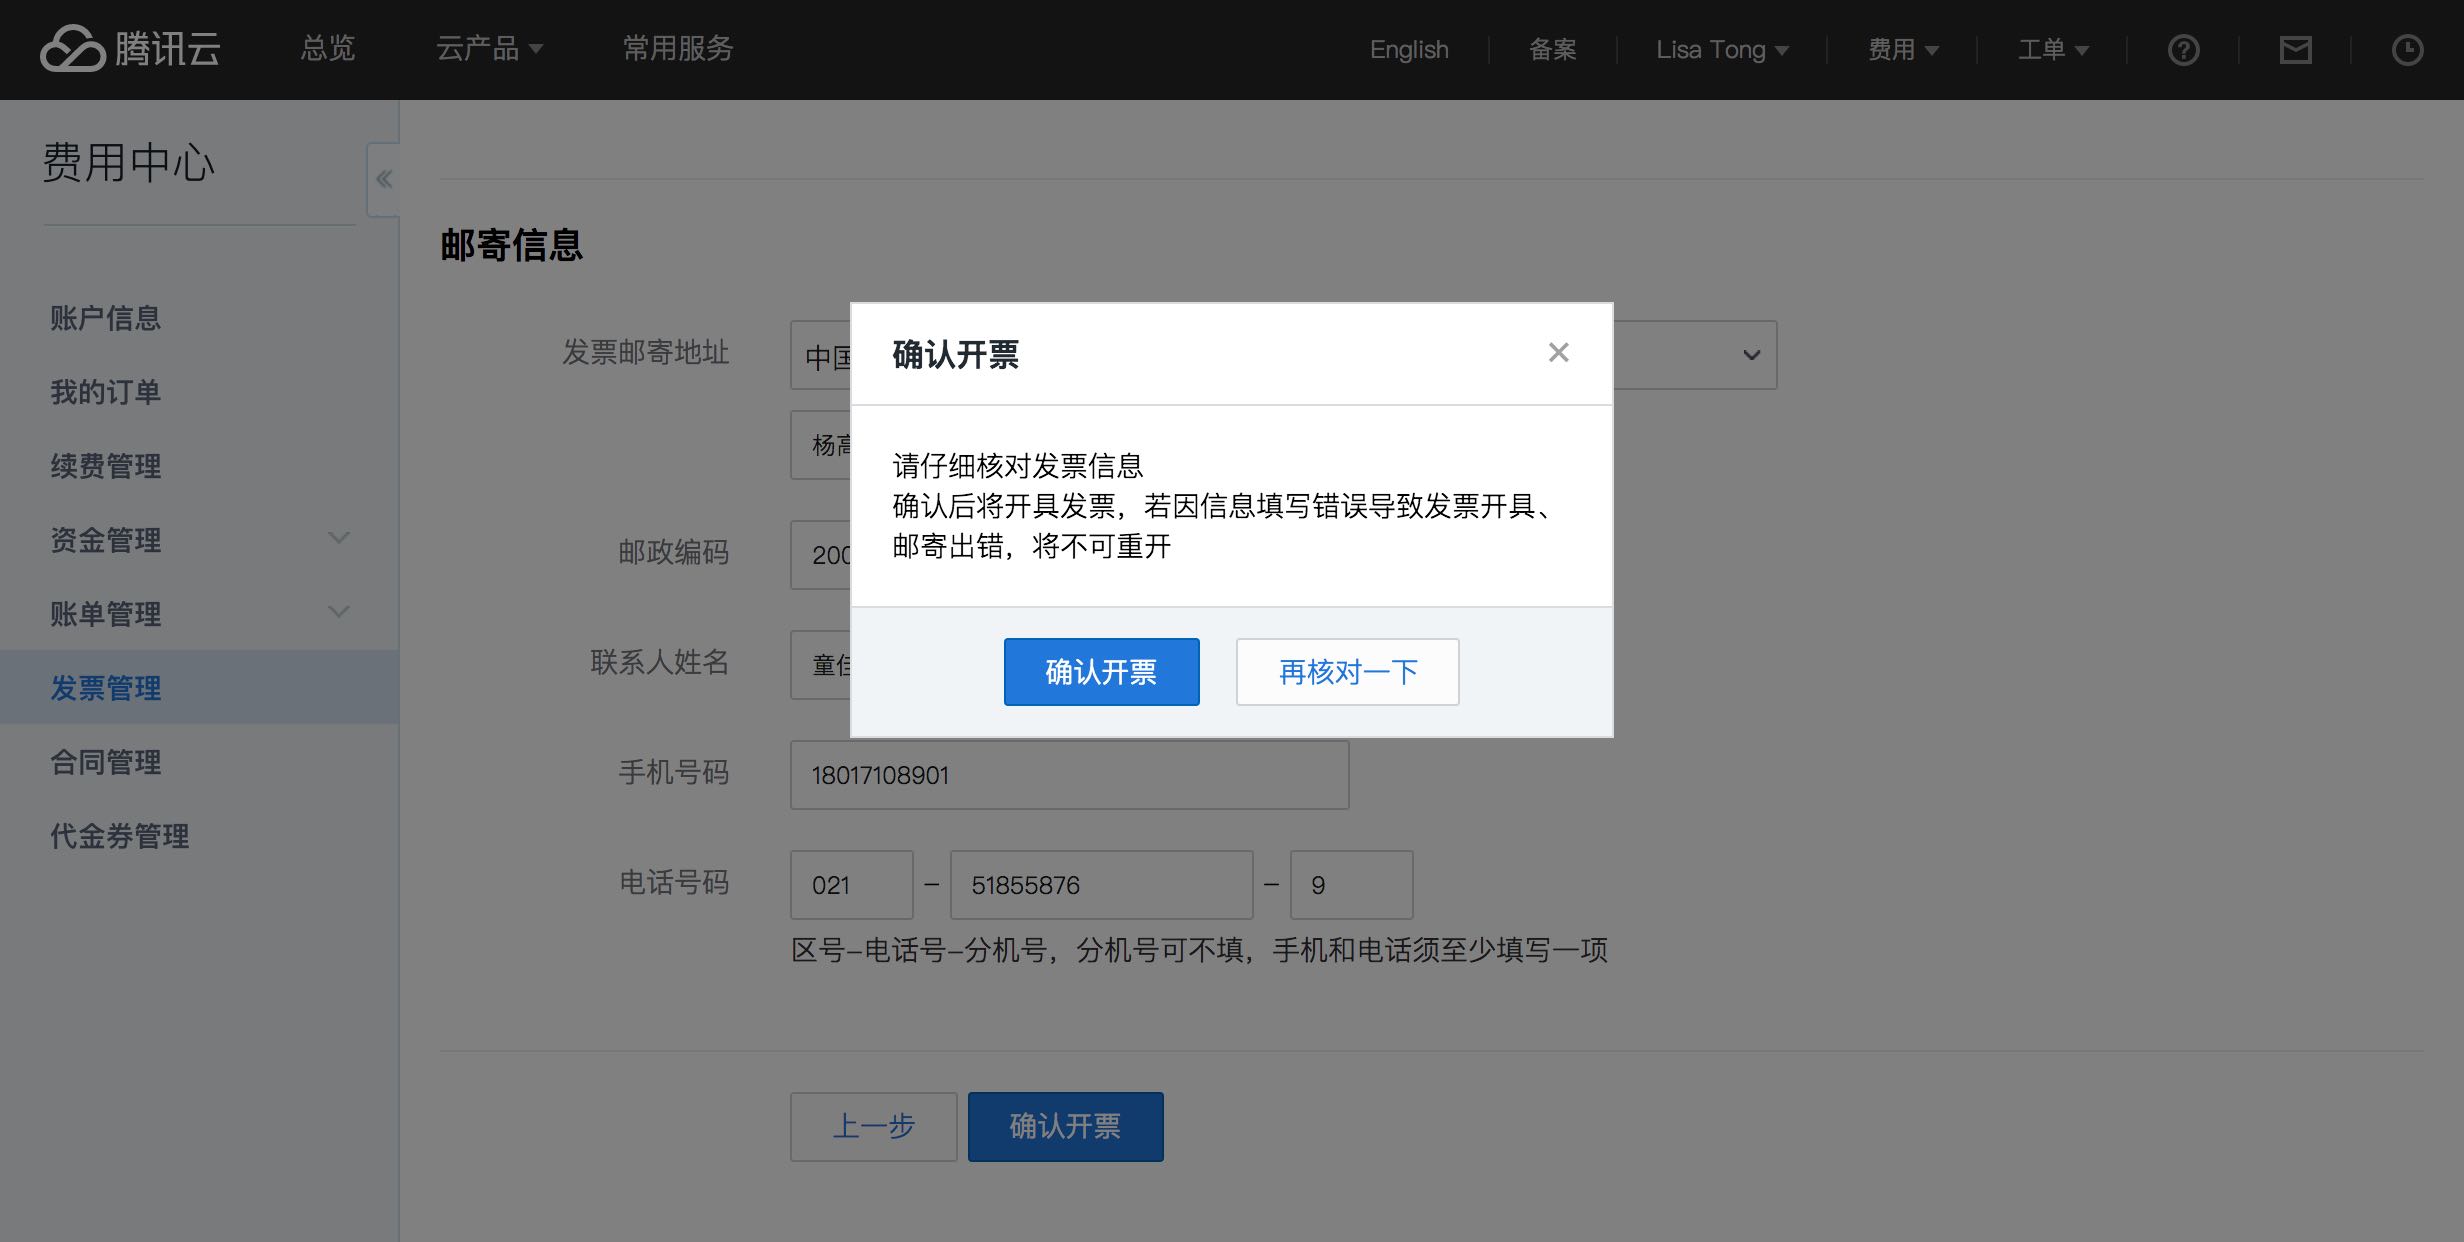 腾讯云
总览
云产品
常用服务
English
备案
Lisa Tong
费用
工单
费用中心
账户信息
我的订单
续费管理
资金管理
账单管理
发票管理
合同管理
代金券管理
邮寄信息
发票邮寄地址
中国
杨高
邮政编码
200
联系人姓名
童佳
手机号码
18017108901
电话号码
021 - 51855876 - 9
区号-电话号-分机号，分机号可不填，手机和电话须至少填写一项
上一步
确认开票
确认开票
请仔细核对发票信息
确认后将开具发票，若因信息填写错误导致发票开具、
邮寄出错，将不可重开
确认开票
再核对一下